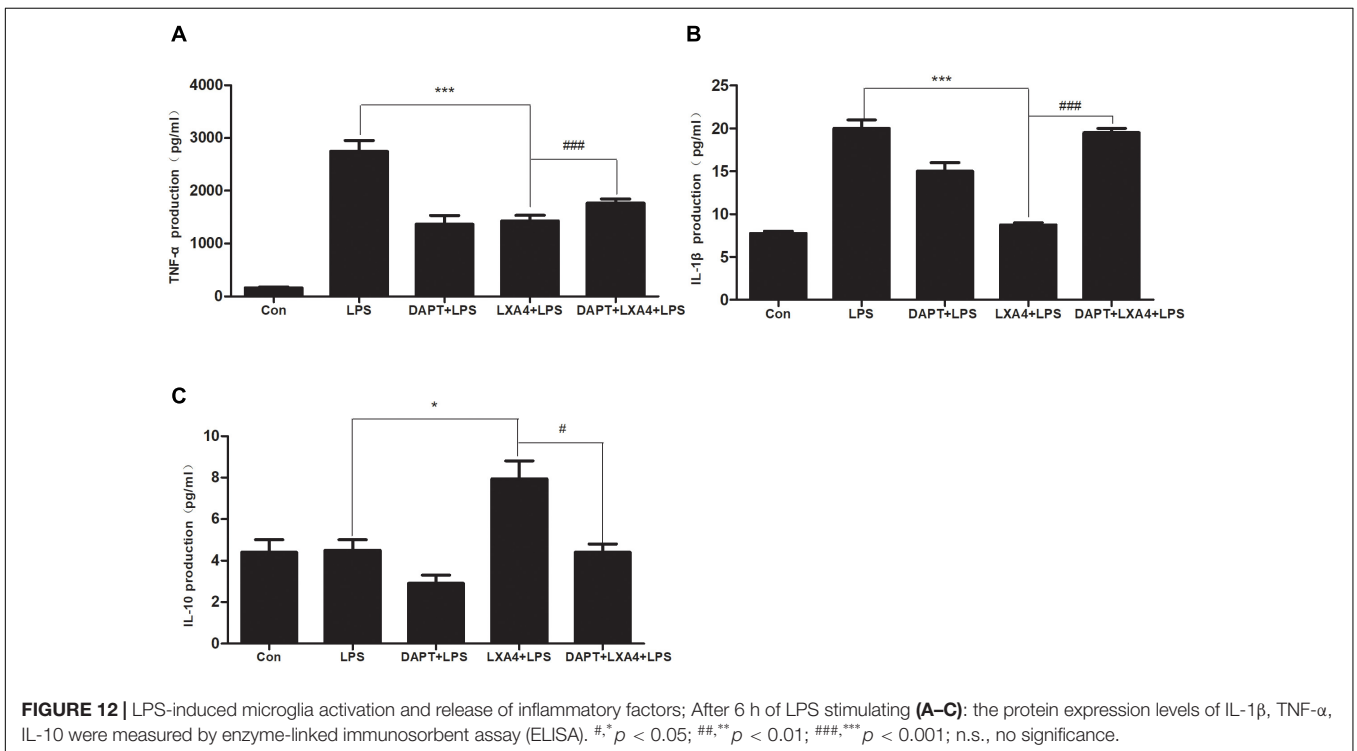 A
TNF-α production ( pg/ml)
4000
3000
2000
1000
0
***
###
Con LPS DAPT+LPS LXA4+LPS DAPT+LXA4+LPS
B
IL-1β production ( pg/ml)
25
20
15
10
5
0
***
###
Con LPS DAPT+LPS LXA4+LPS DAPT+LXA4+LPS
C
IL-10 production (pg/ml)
10
8
6
4
2
0
*
#
Con LPS DAPT+LPS LXA4+LPS DAPT+LXA4+LPS
FIGURE 12 | LPS-induced microglia activation and release of inflammatory factors; After 6 h of LPS stimulating (A–C): the protein expression levels of IL-1β, TNF-α,
IL-10 were measured by enzyme-linked immunosorbent assay (ELISA). #,*p < 0.05; ##,**p < 0.01; ###,***p < 0.001; n.s., no significance.